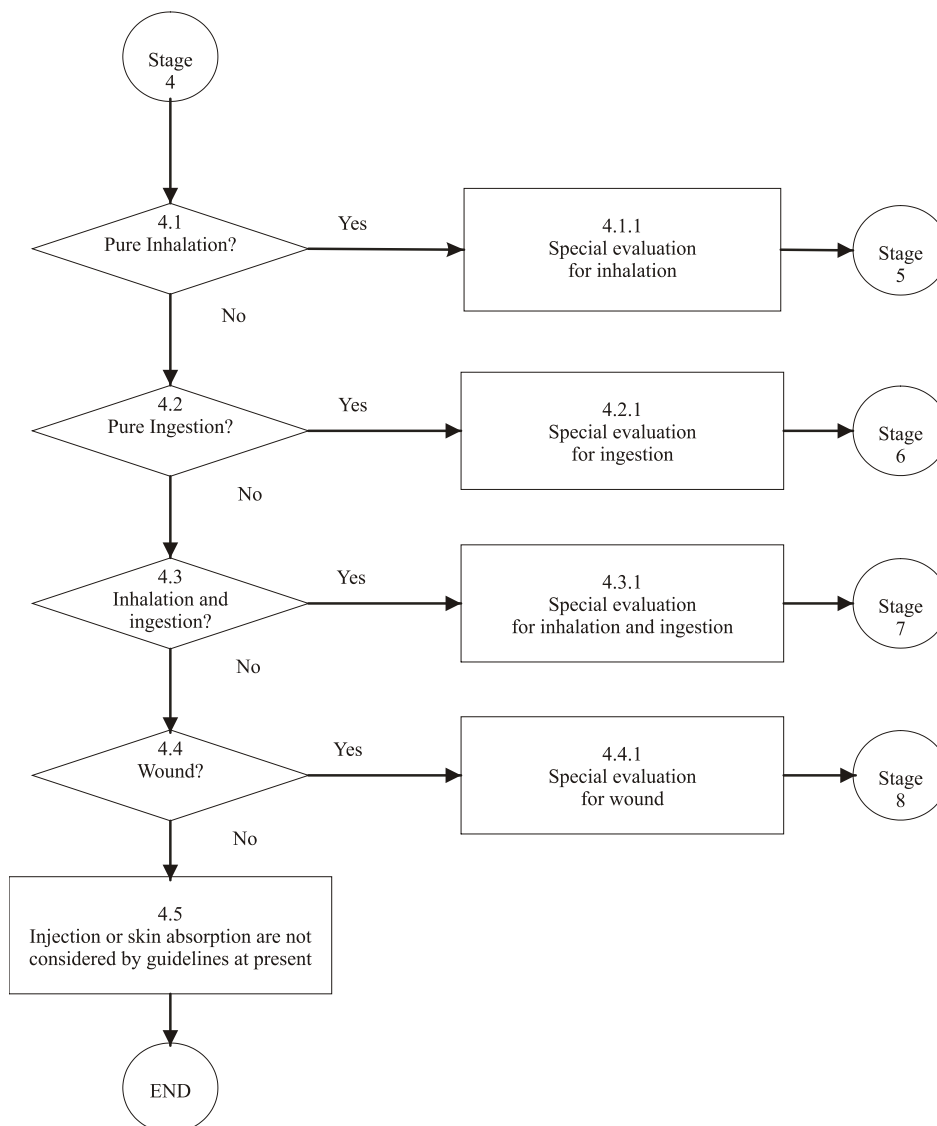 Stage
4
4.1
Pure Inhalation?
Yes
4.1.1
Special evaluation
for inhalation
Stage
5
No
4.2
Pure Ingestion?
Yes
4.2.1
Special evaluation
for ingestion
Stage
6
No
4.3
Inhalation and
ingestion?
Yes
4.3.1
Special evaluation
for inhalation and ingestion
Stage
7
No
4.4
Wound?
Yes
4.4.1
Special evaluation
for wound
Stage
8
No
4.5
Injection or skin absorption are not
considered by guidelines at present
END